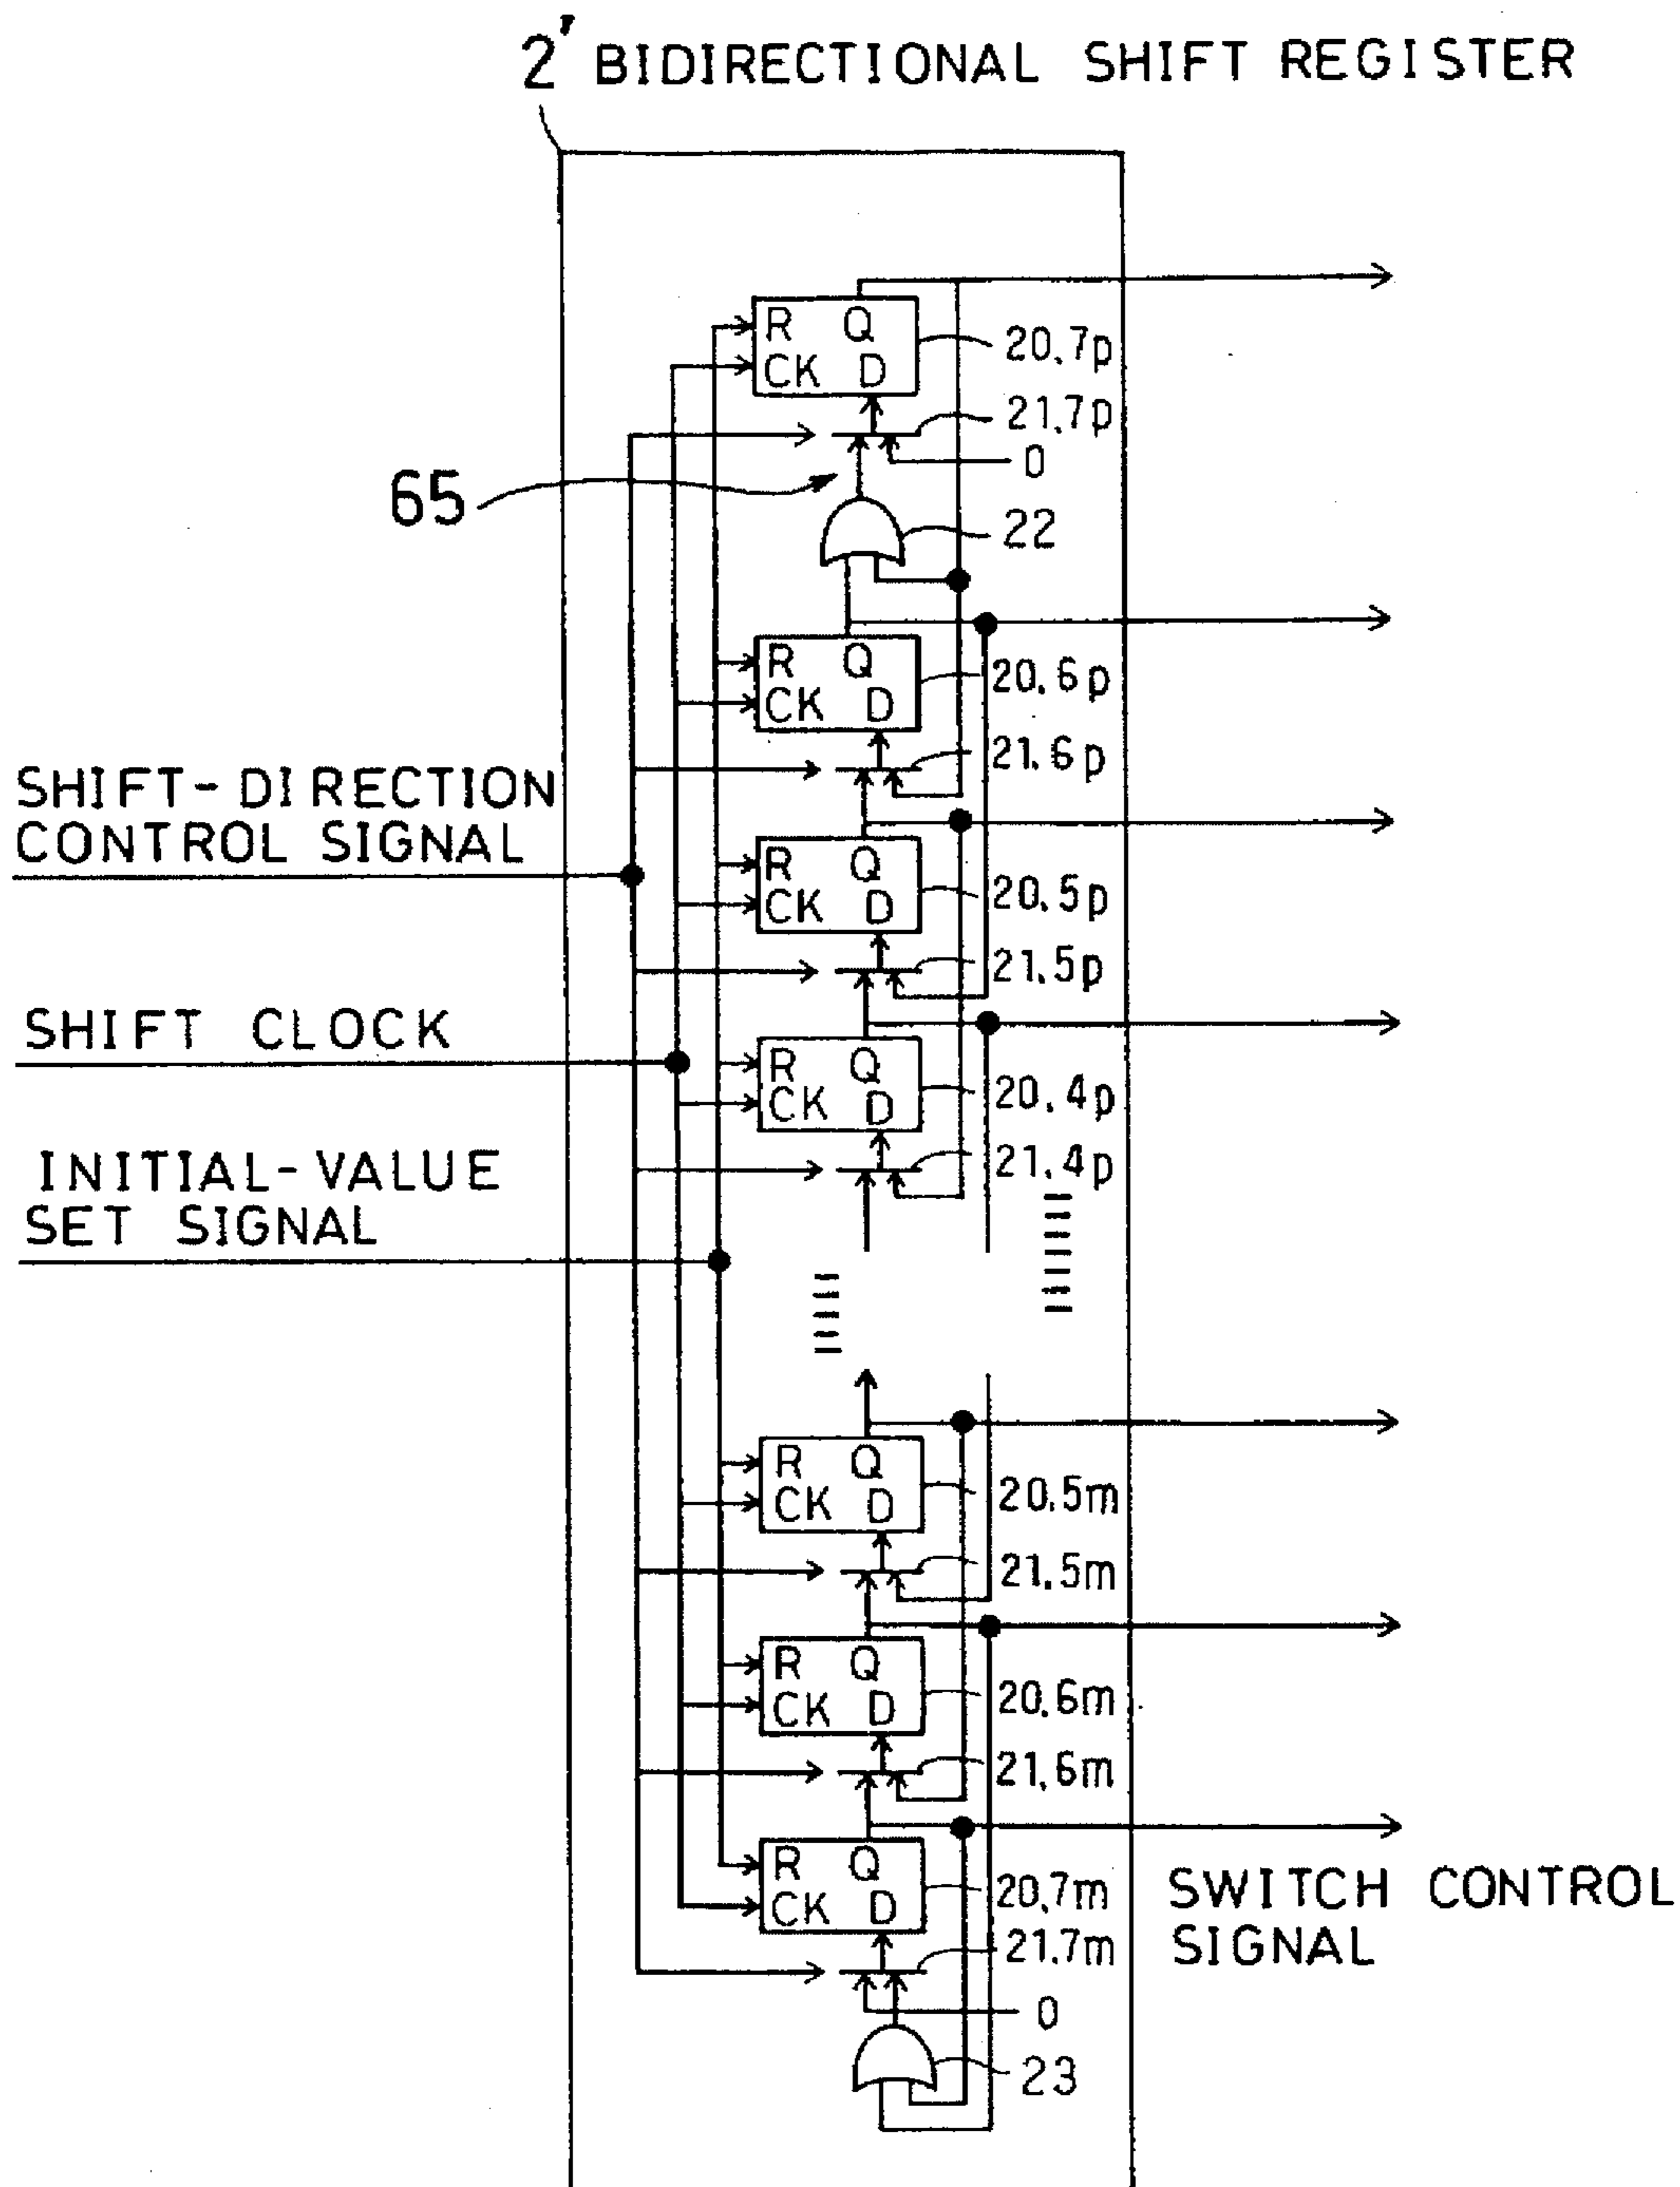 2' BIDIRECTIONAL SHIFT REGISTER
R Q
CK D
20.7p
21.7p
0
65
22
R Q
CK D
20.6p
21.6p
SHIFT-DIRECTION
CONTROL SIGNAL
R Q
CK D
20.5p
21.5p
SHIFT CLOCK
R Q
CK D
20.4p
21.4p
INITIAL-VALUE
SET SIGNAL
R Q
CK D
20.5m
21.5m
R Q
CK D
20.6m
21.6m
R Q
CK D
20.7m
21.7m
SWITCH CONTROL
SIGNAL
0
23